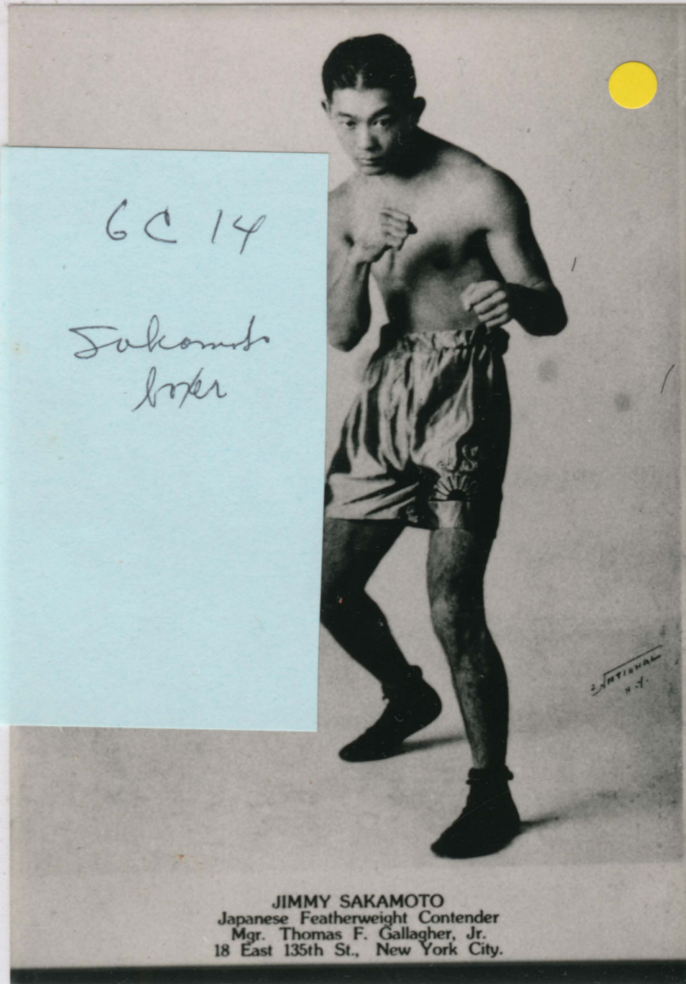 6C 14
Sakamoto
boxer
NATIONAL
N.Y.
JIMMY SAKAMOTO
Japanese Featherweight Contender
Mgr. Thomas F. Gallagher, Jr.
18 East 135th St., New York City.